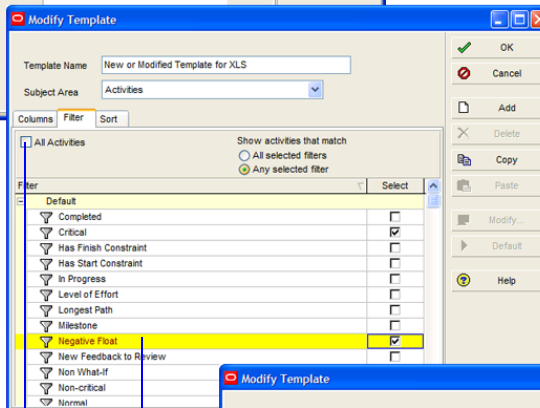 Modify Template
Template Name New or Modified Template for XLS
Subject Area Activities
Columns Filter Sort
All Activities
Show activities that match
All selected filters
Any selected filter
Filter Select
Default
Completed
Critical
Has Finish Constraint
Has Start Constraint
In Progress
Level of Effort
Longest Path
Milestone
Negative Float
New Feedback to Review
Non What-If
Non-critical
Normal
OK
Cancel
Add
Delete
Copy
Paste
Modify...
Default
Help
Modify Template